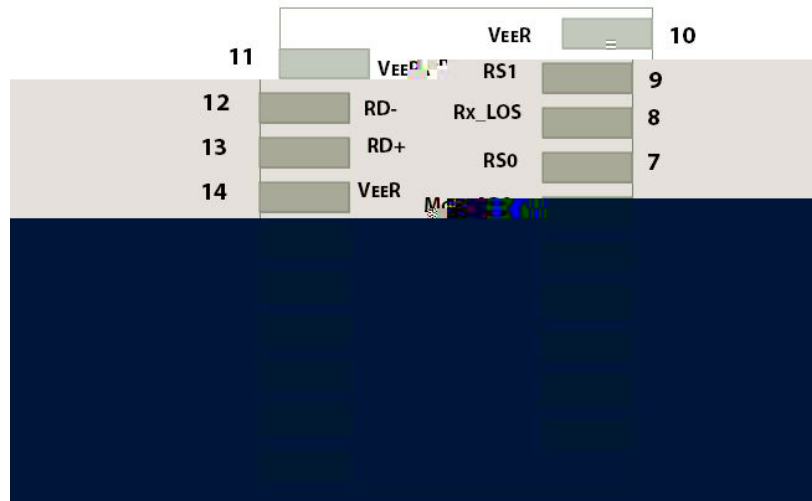 VEER 10
11
RS1 9
12 RD- Rx_LOS 8
13 RD+ RS0 7
14 VEER